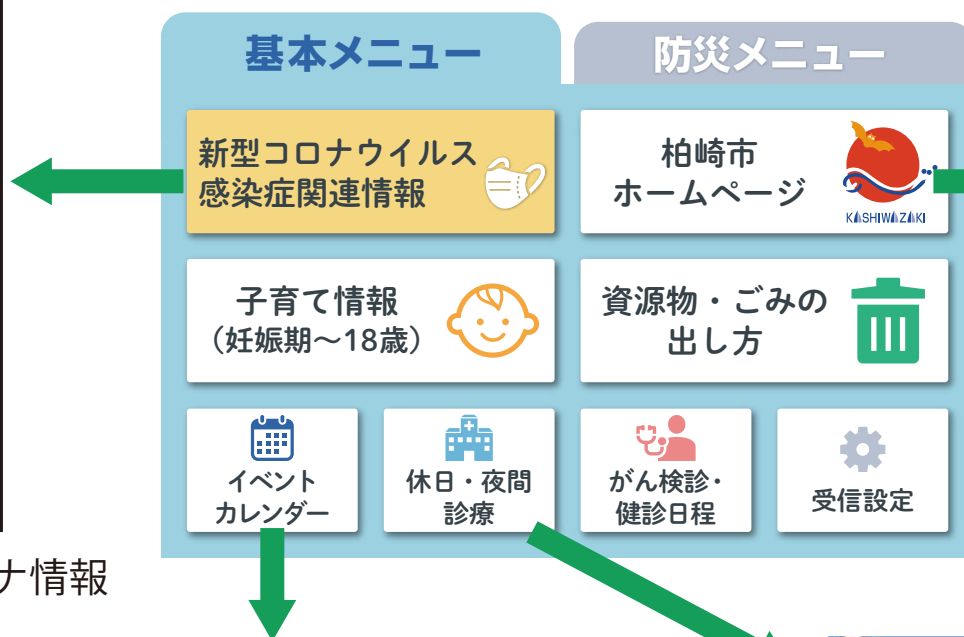 基本メニュー
防災メニュー
新型コロナウイルス
感染症関連情報
柏崎市
ホームページ
KASHIWAZAKI
子育て情報
（妊娠期～18歳）
資源物・ごみの
出し方
イベント
カレンダー
休日・夜間
診療
がん検診・
健診日程
受信設定
ナ情報